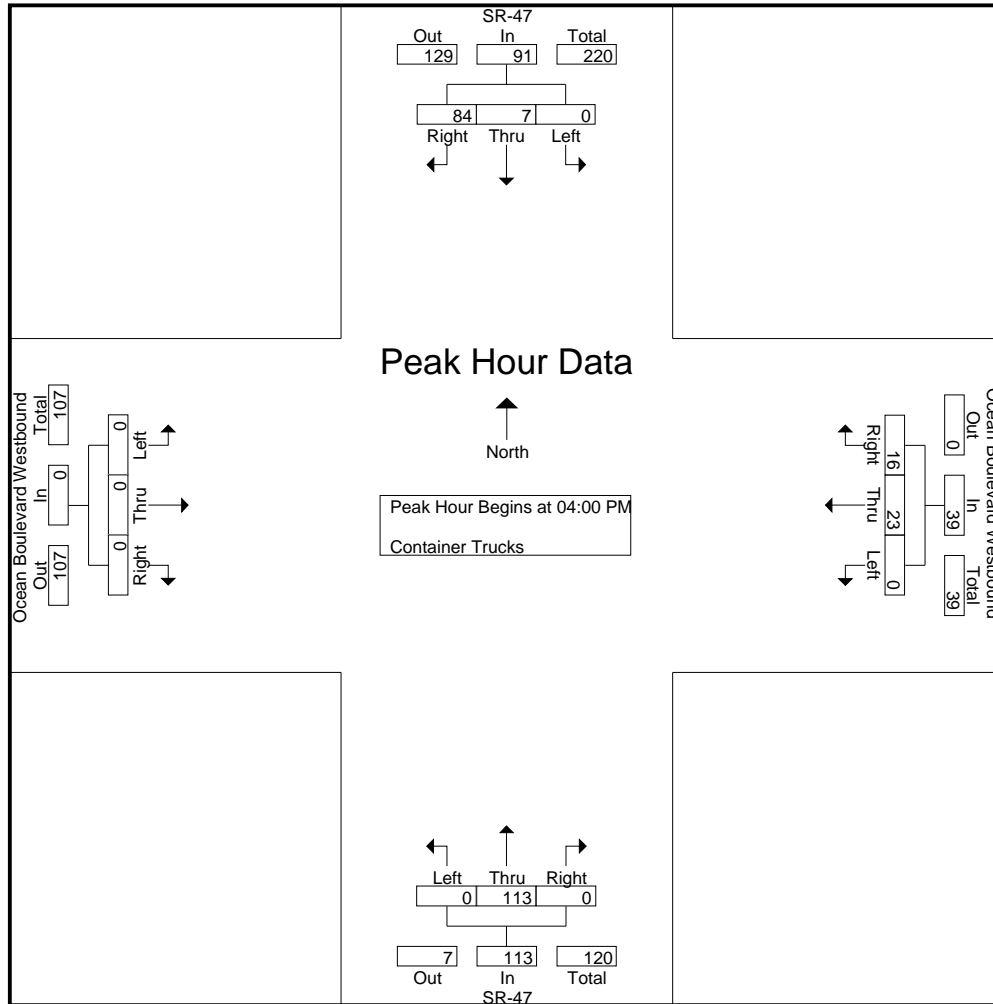 SR-47
Out In Total
129 91 220
84 7 0
Right Thru Left
Peak Hour Data
North
Peak Hour Begins at 04:00 PM
Container Trucks
Ocean Boulevard Westbound
Total In Out
107 0 107
0 0 0
Left Thru Right
Ocean Boulevard Westbound
Out In Total
0 39 39
16 23 0
Right Thru Left
Left Thru Right
0 113 0
7 113 120
Out In Total
SR-47